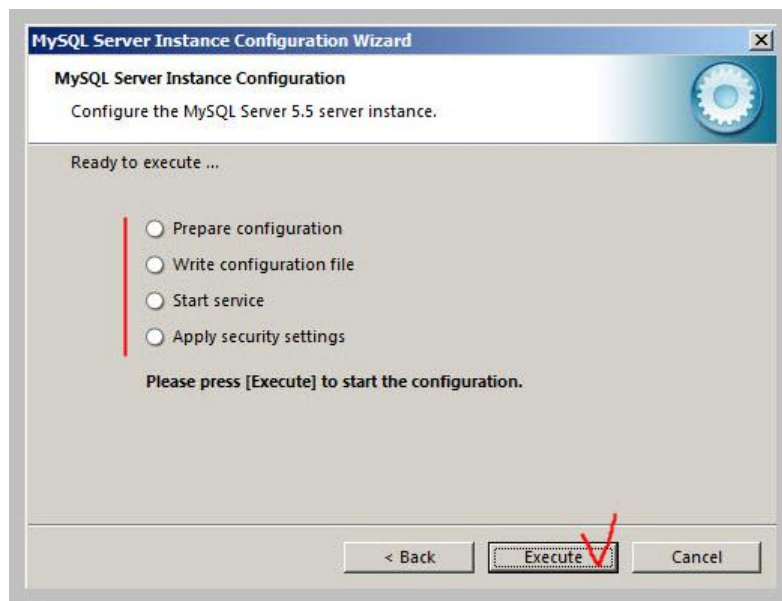 MySQL Server Instance Configuration Wizard
MySQL Server Instance Configuration
Configure the MySQL Server 5.5 server instance.
Ready to execute ...
Prepare configuration
Write configuration file
Start service
Apply security settings
Please press [Execute] to start the configuration.
< Back Execute Cancel